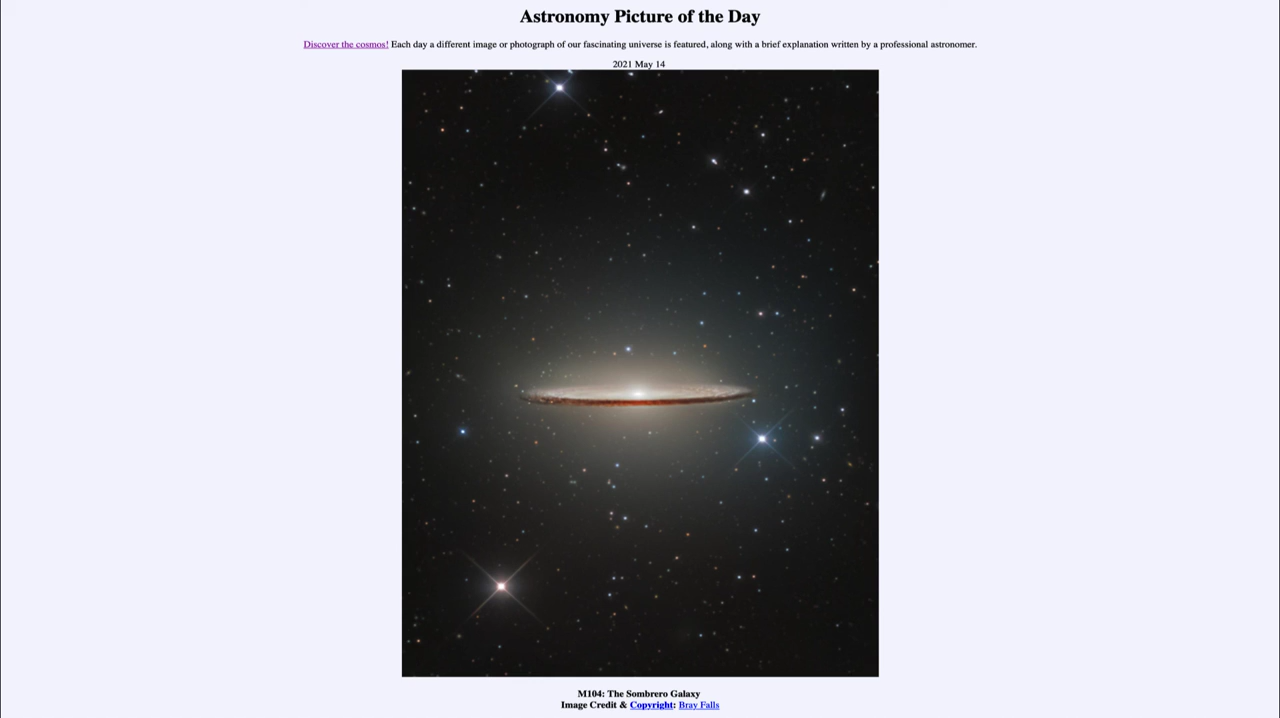 Astronomy Picture of the Day
Discover the cosmos! Each day a different image or photograph of our fascinating universe is featured, along with a brief explanation written by a professional astronomer.
2021 May 14
M104: The Sombrero Galaxy
Image Credit & Copyright: Bray Falls